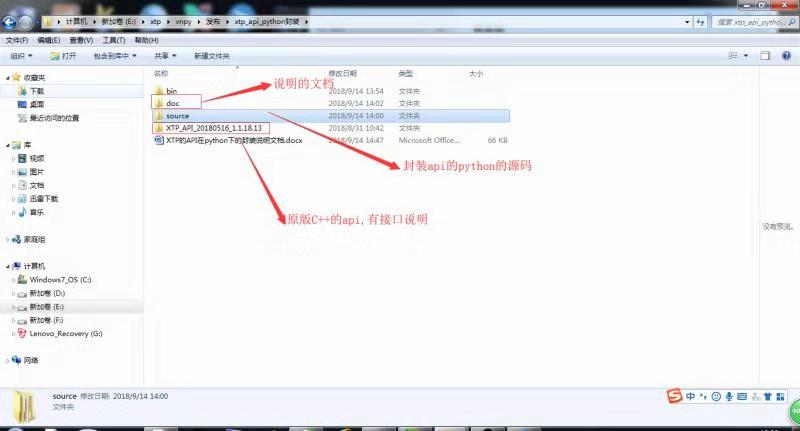 计算机 ▸ 新加卷 (E:) ▸ xtp ▸ vnpy ▸ 发布 ▸ xtp_api_python封装 ▸
搜索 xtp_api_python...
文件(F) 编辑(E) 查看(V) 工具(T) 帮助(H)
组织 打开 包含到库中 共享 新建文件夹
收藏夹
下载
桌面
最近访问的位置
库
视频
图片
文档
迅雷下载
音乐
家庭组
计算机
Windows7_OS (C:)
新加卷 (D:)
新加卷 (E:)
新加卷 (F:)
Lenovo_Recovery (G:)
网络
名称 修改日期 类型 大小
bin 2018/9/14 13:54 文件夹
doc 2018/9/14 14:02 文件夹
source 2018/9/14 14:00 文件夹
XTP_API_20180516_1.1.18.13 2018/8/31 10:42 文件夹
XTP的API在python下的封装说明文档.docx 2018/9/14 14:47 Microsoft Office... 66 KB
说明的文档
封装api的python的源码
原版C++的api,有接口说明
没有预览。
source 修改日期: 2018/9/14 14:00
文件夹
中